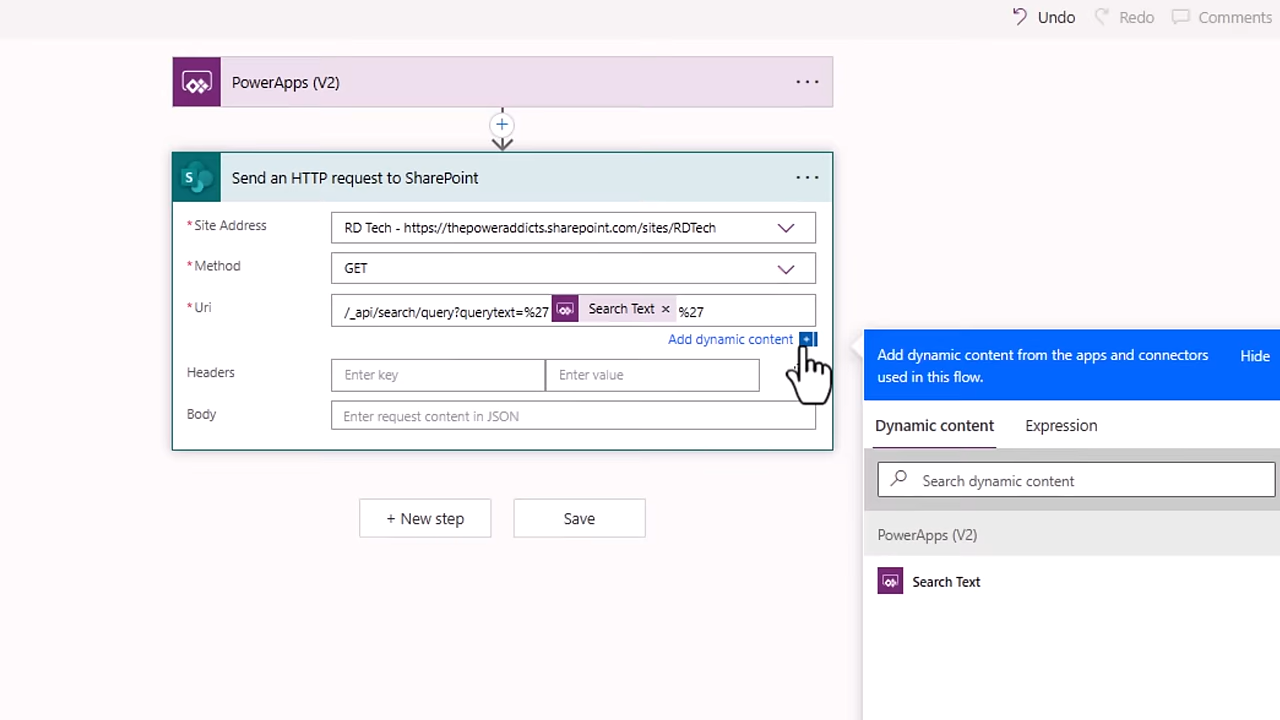 Undo
Redo
Comments
PowerApps (V2)
Send an HTTP request to SharePoint
* Site Address
RD Tech - https://thepoweraddicts.sharepoint.com/sites/RDTech
* Method
GET
* Uri
/_api/search/query?querytext=%27 Search Text × %27
Add dynamic content
Headers
Enter key
Enter value
Body
Enter request content in JSON
+ New step
Save
Add dynamic content from the apps and connectors
used in this flow.
Hide
Dynamic content
Expression
Search dynamic content
PowerApps (V2)
Search Text